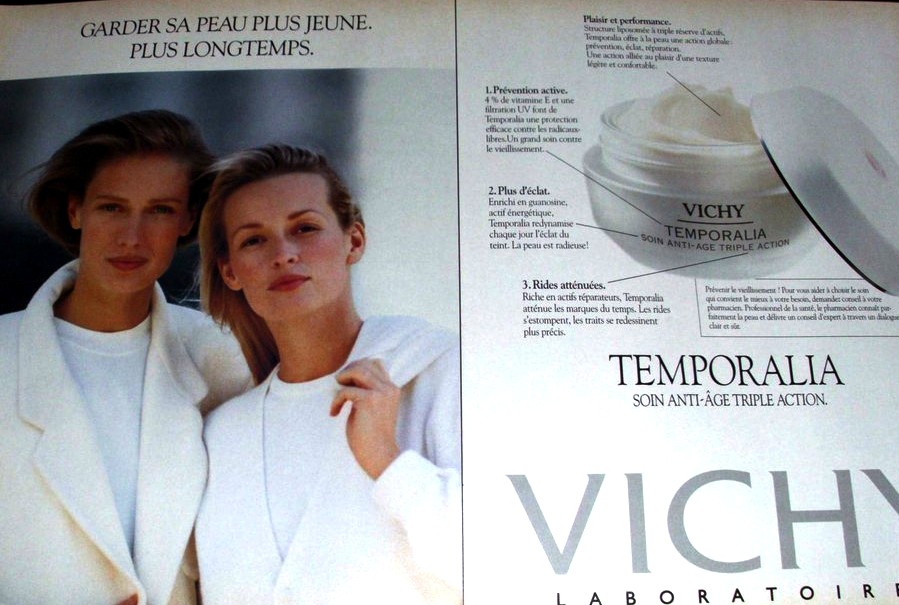 GARDER SA PEAU PLUS JEUNE.
PLUS LONGTEMPS.
Plaisir et performance.
Structure liposomée à triple réserve d'actifs,
Temporalia offre à la peau une action globale:
prévention, éclat, réparation.
Une action alliée au plaisir d'une texture
légère et confortable.
1. Prévention active.
4 % de vitamine E et une
filtration UV font de
Temporalia une protection
efficace contre les radicaux-
libres. Un grand soin contre
le vieillissement.
2. Plus d'éclat.
Enrichi en guanosine,
actif énergétique,
Temporalia redynamise
chaque jour l'éclat du
teint. La peau est radieuse!
3. Rides atténuées.
Riche en actifs réparateurs, Temporalia
atténue les marques du temps. Les rides
s'estompent, les traits se redessinent
plus précis.
VICHY
TEMPORALIA
SOIN ANTI-AGE TRIPLE ACTION
Prévenir le vieillissement ! Pour vous aider à choisir le soin
qui convient le mieux à votre besoin, demandez conseil à votre
pharmacien. Professionnel de la santé, le pharmacien connaît par-
faitement la peau et délivre un conseil d'expert à travers un dialogue
clair et sûr.
TEMPORALIA
SOIN ANTI-ÂGE TRIPLE ACTION.
VICHY
LABORATOIRE